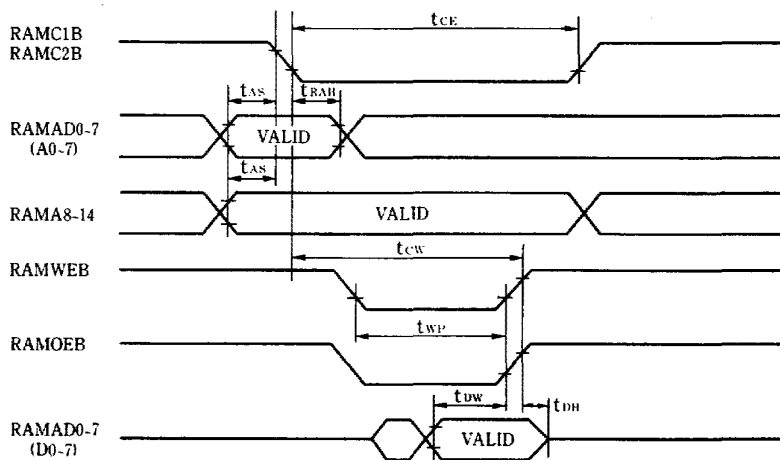 RAMC1B
RAMC2B
tCE
tAS
tRAH
RAMAD0~7
(A0~7)
VALID
tAS
RAMA8~14
VALID
tCW
RAMWEB
tWP
RAMOEB
tDW
tDH
RAMAD0~7
(D0~7)
VALID